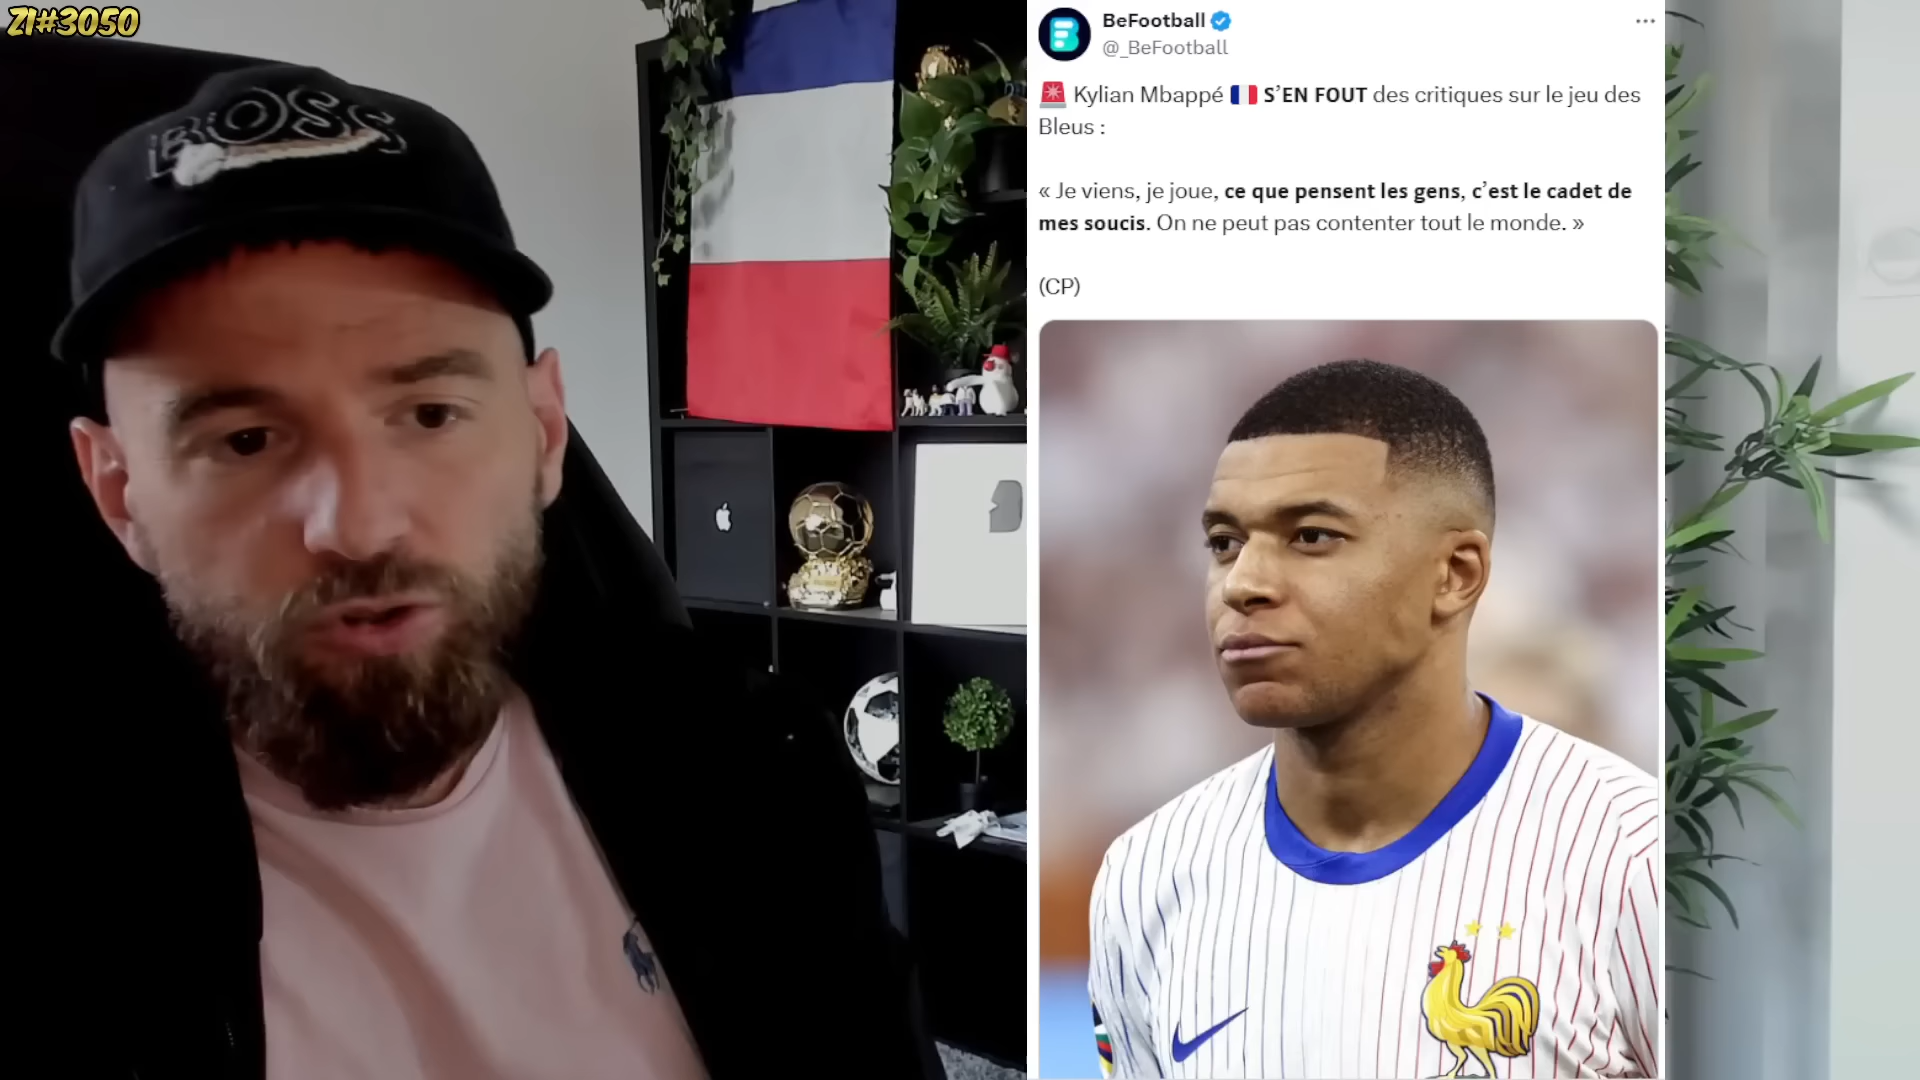 ZI#3050
BOSS
BeFootball
@_BeFootball
🚨 Kylian Mbappé 🇫🇷 S’EN FOUT des critiques sur le jeu des
Bleus :
« Je viens, je joue, ce que pensent les gens, c’est le cadet de
mes soucis. On ne peut pas contenter tout le monde. »
(CP)